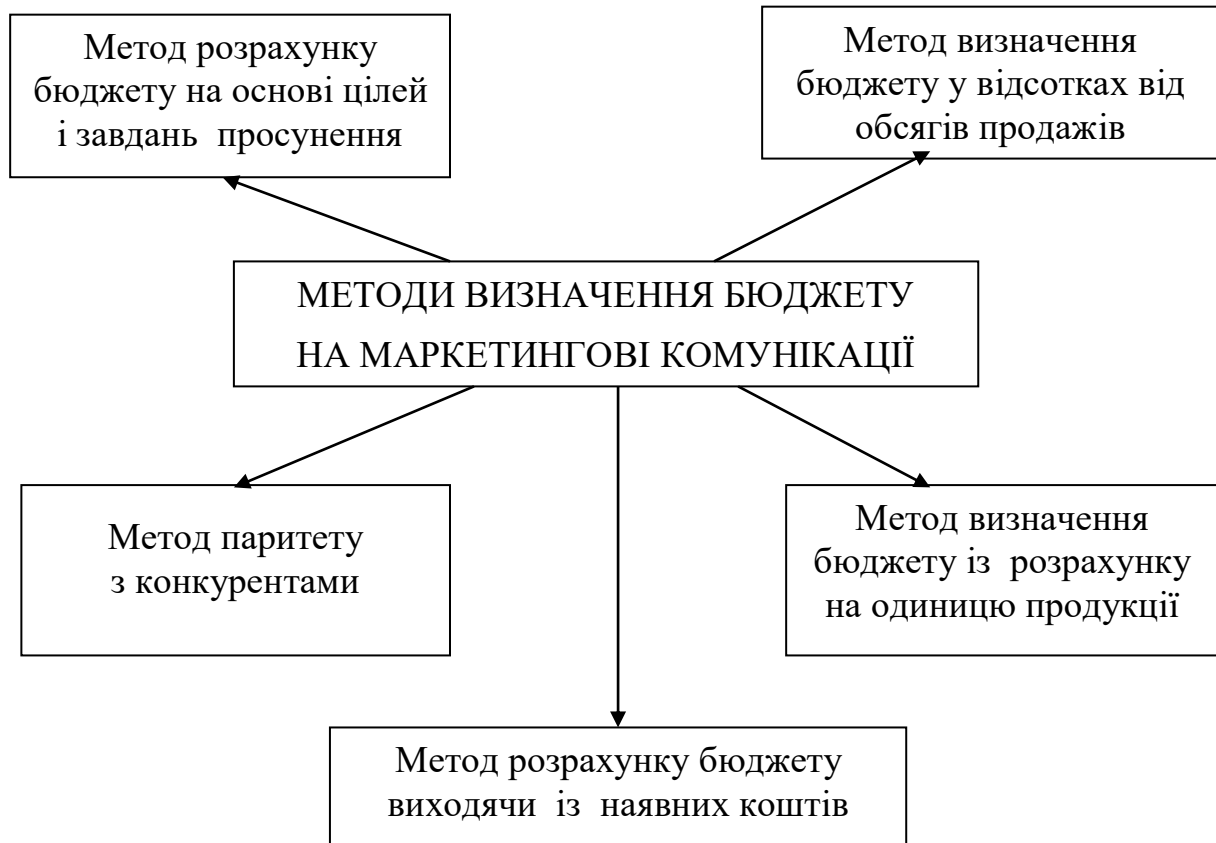 Метод розрахунку
бюджету на основі цілей
і завдань просунення
Метод визначення
бюджету у відсотках від
обсягів продажів
МЕТОДИ ВИЗНАЧЕННЯ БЮДЖЕТУ
НА МАРКЕТИНГОВІ КОМУНІКАЦІЇ
Метод паритету
з конкурентами
Метод визначення
бюджету із розрахунку
на одиницю продукції
Метод розрахунку бюджету
виходячи із наявних коштів